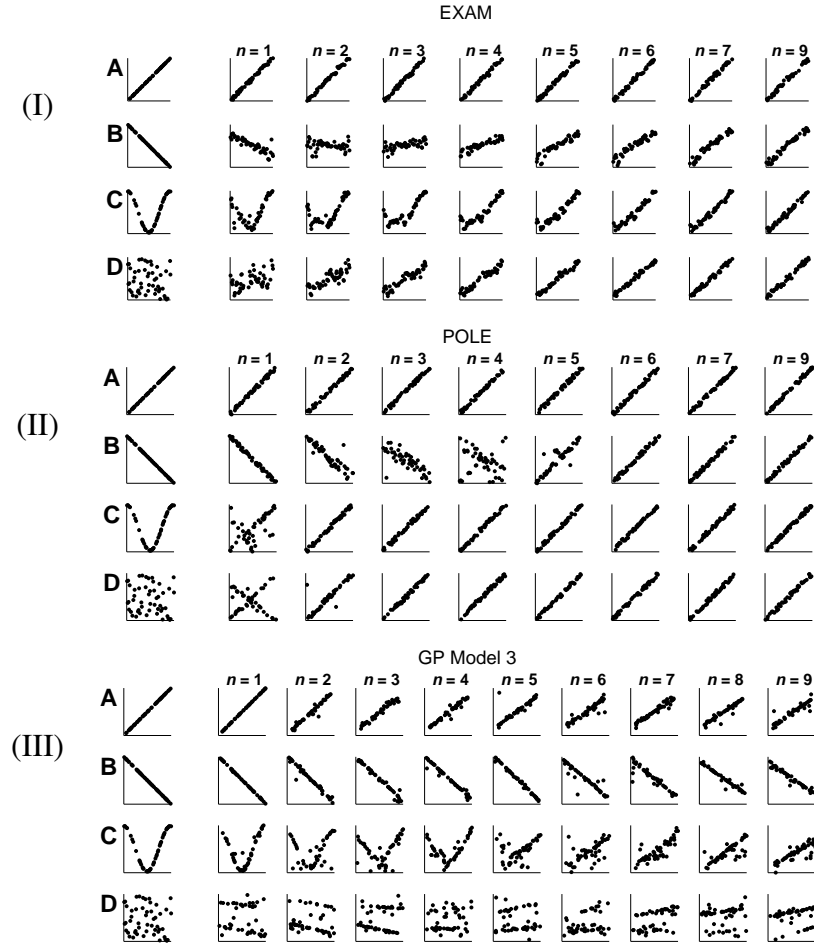 EXAM
n = 1 n = 2 n = 3 n = 4 n = 5 n = 6 n = 7 n = 9
A
(I)
B
C
D
POLE
n = 1 n = 2 n = 3 n = 4 n = 5 n = 6 n = 7 n = 9
A
(II)
B
C
D
GP Model 3
n = 1 n = 2 n = 3 n = 4 n = 5 n = 6 n = 7 n = 8 n = 9
A
(III)
B
C
D